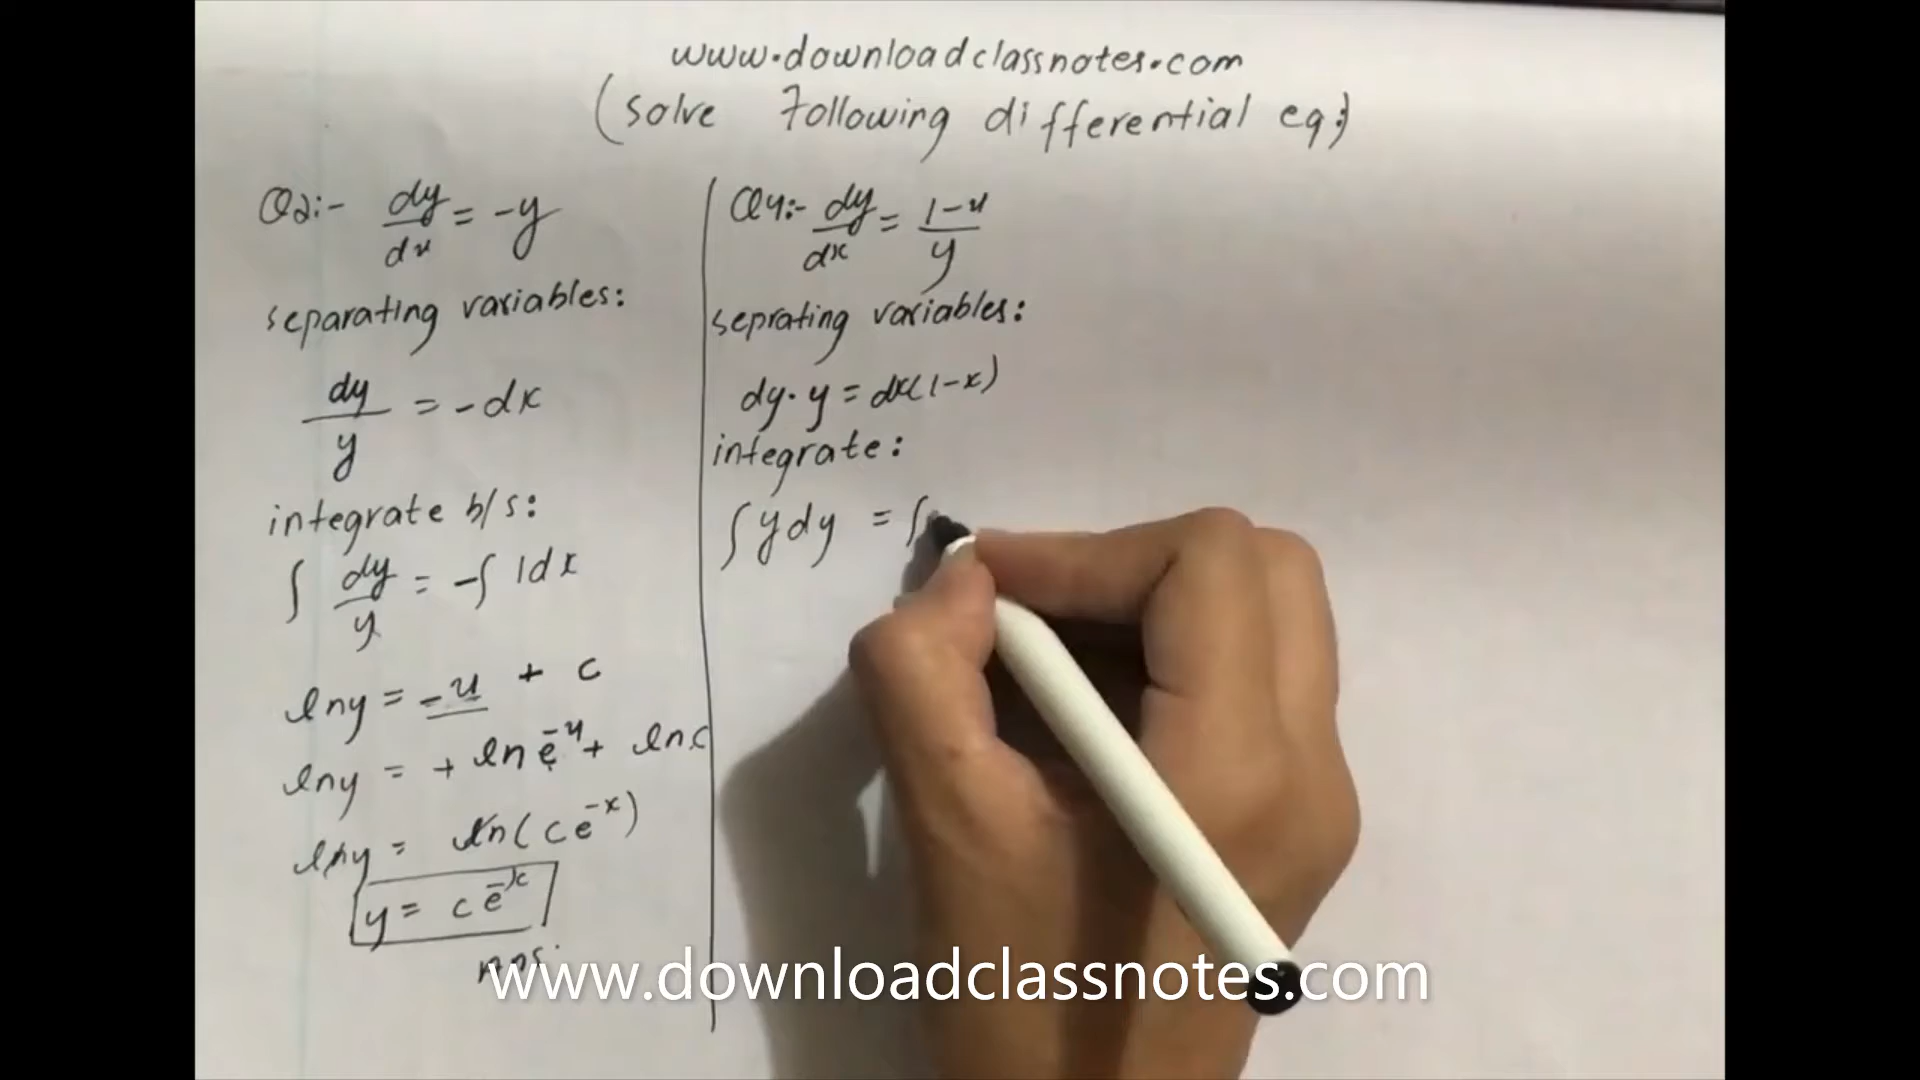 www.downloadclassnotes.com
(solve following differential eq:)
Q2:- dy/dx = -y
separating variables:
dy/y = -dx
integrate b/s:
∫ dy/y = -∫ 1dx
lny = -x + c
lny = + ln e^-x + lnc
lny = ln(ce^-x)
y = ce^-x
Q4:- dy/dx = 1-x/y
seprating variables:
dy.y = dx(1-x)
integrate:
∫ydy = ∫
www.downloadclassnotes.com